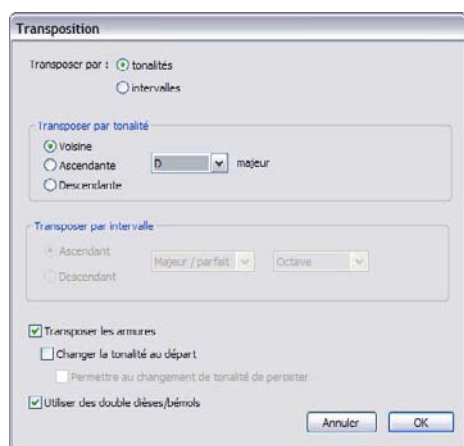 Transposition
Transposer par : tonalités
intervalles
Transposer par tonalité
Voisine
Ascendante D majeur
Descendante
Transposer par intervalle
Ascendant
Majeur / parfait Octave
Descendant
Transposer les armures
Changer la tonalité au départ
Permettre au changement de tonalité de persister
Utiliser des double dièses/bémols
Annuler OK